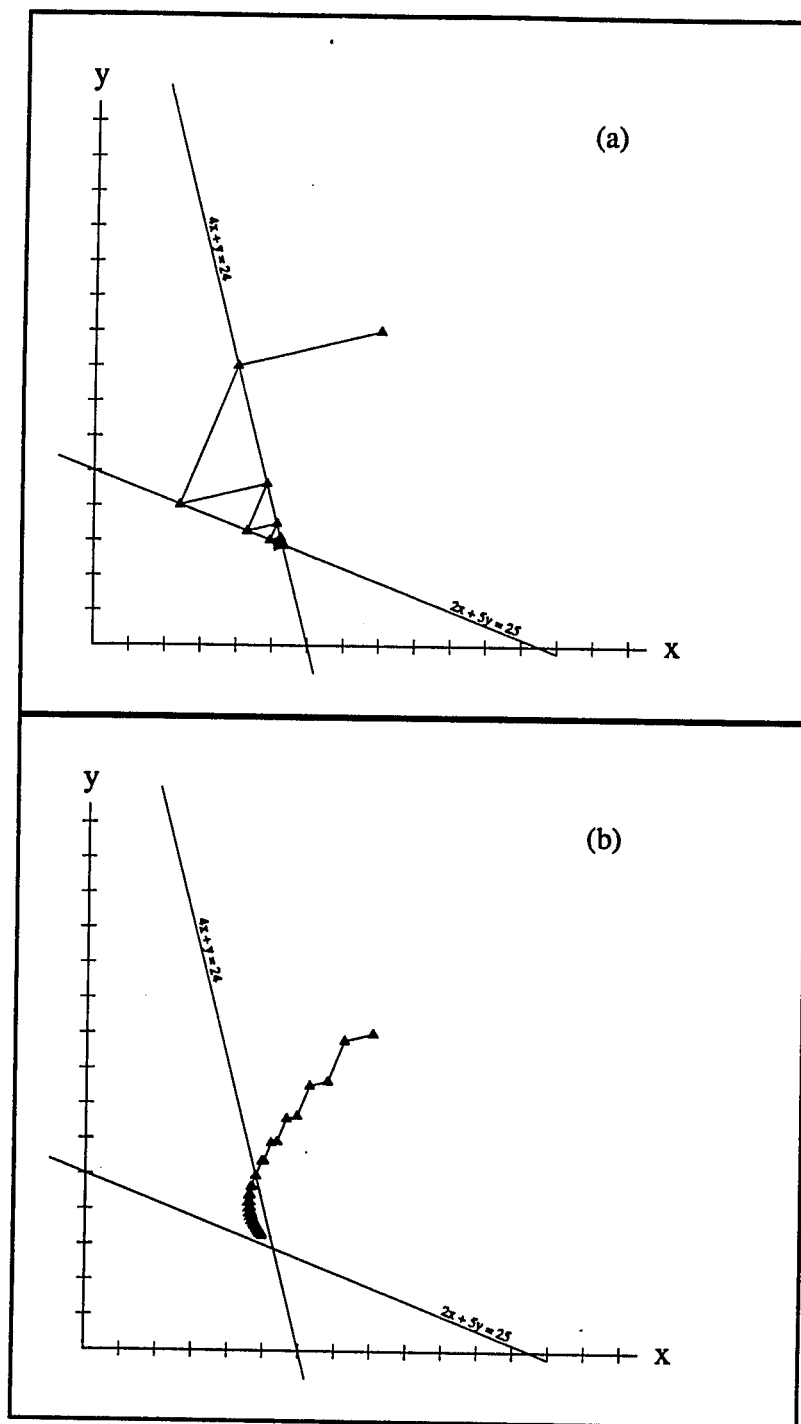 y
(a)
4x + y = 24
2x + 5y = 25
x
y
(b)
4x + y = 24
2x + 5y = 25
x